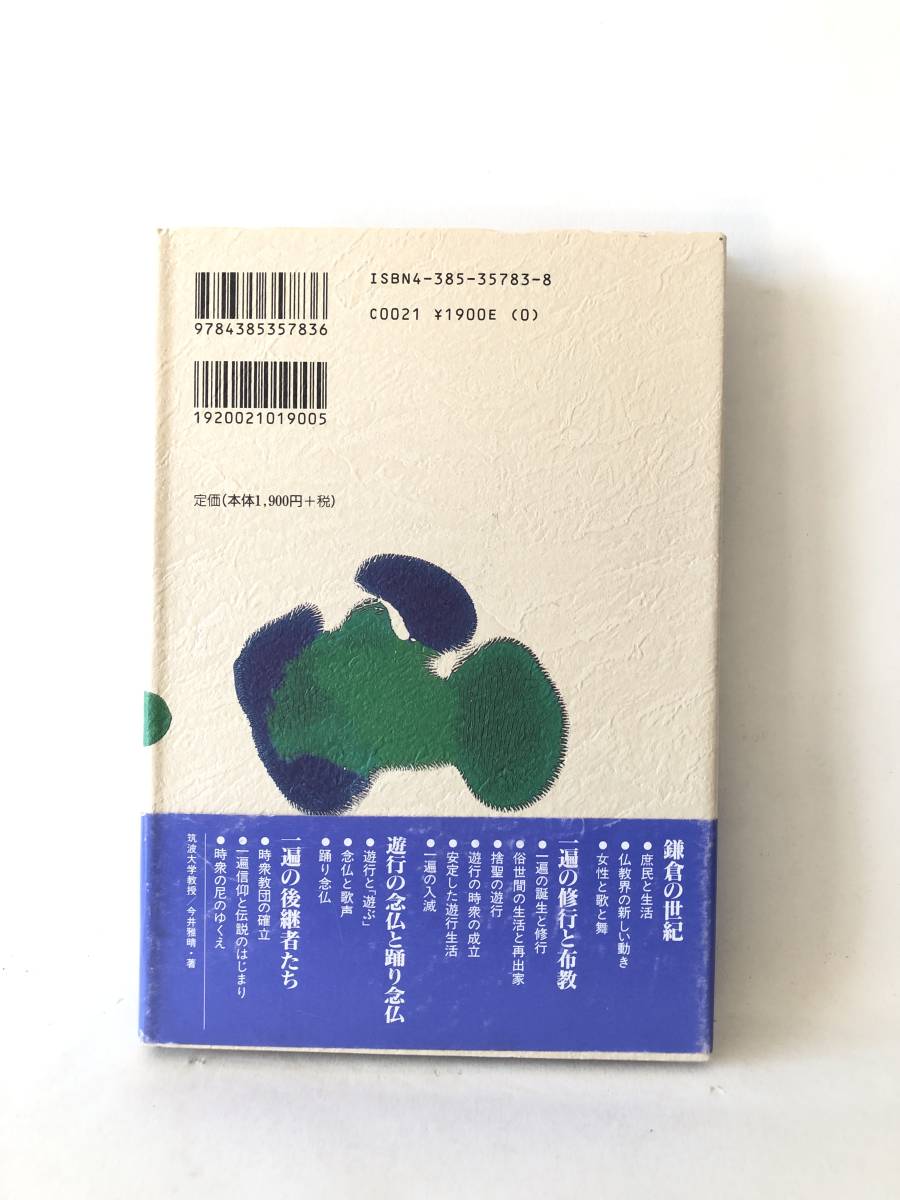 ISBN4-385-35783-8
C0021 ¥1900E (0)
9784385357836
1920021019005
定価(本体1,900円+税)
鎌倉の世紀
●庶民と生活
●仏教界の新しい動き
●女性と歌と舞
一遍の修行と布教
●一遍の誕生と修行
●俗世間の生活と再出家
●捨聖の遊行
●遊行の時衆の成立
●安定した遊行生活
●一遍の入滅
遊行の念仏と踊り念仏
●遊行と「遊ぶ」
●念仏と歌声
●踊り念仏
一遍の後継者たち
●時衆教団の確立
●一遍信仰と伝説のはじまり
●時衆の尼のゆくえ
筑波大学教授/今井雅晴・著